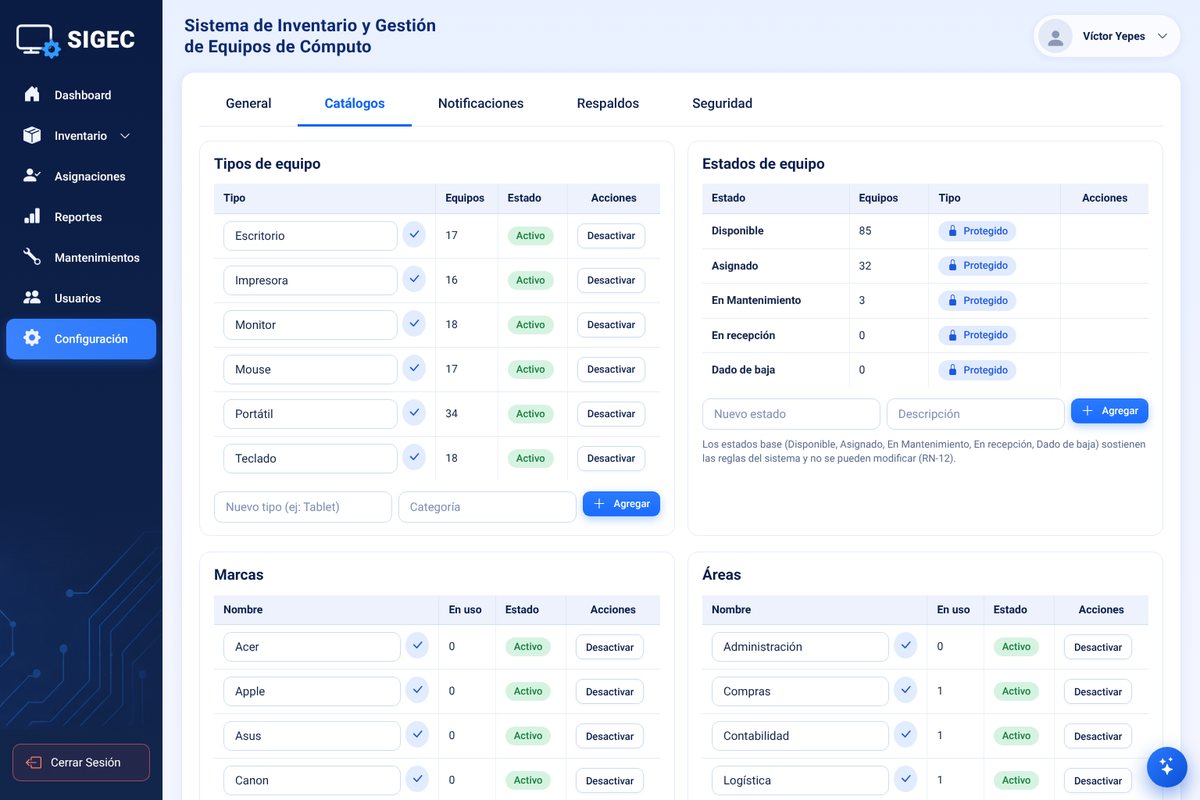 SIGEC
Dashboard
Inventario
Asignaciones
Reportes
Mantenimientos
Usuarios
Configuración
Cerrar Sesión
Sistema de Inventario y Gestión
de Equipos de Cómputo
Víctor Yepes
General Catálogos Notificaciones Respaldos Seguridad
Tipos de equipo
Tipo Equipos Estado Acciones
Escritorio 17 Activo Desactivar
Impresora 16 Activo Desactivar
Monitor 18 Activo Desactivar
Mouse 17 Activo Desactivar
Portátil 34 Activo Desactivar
Teclado 18 Activo Desactivar
Nuevo tipo (ej: Tablet) Categoría + Agregar
Estados de equipo
Estado Equipos Tipo Acciones
Disponible 85 Protegido
Asignado 32 Protegido
En Mantenimiento 3 Protegido
En recepción 0 Protegido
Dado de baja 0 Protegido
Nuevo estado Descripción + Agregar
Los estados base (Disponible, Asignado, En Mantenimiento, En recepción, Dado de baja) sostienen
las reglas del sistema y no se pueden modificar (RN-12).
Marcas
Nombre En uso Estado Acciones
Acer 0 Activo Desactivar
Apple 0 Activo Desactivar
Asus 0 Activo Desactivar
Canon 0 Activo Desactivar
Áreas
Nombre En uso Estado Acciones
Administración 0 Activo Desactivar
Compras 1 Activo Desactivar
Contabilidad 1 Activo Desactivar
Logística 1 Activo Desactivar